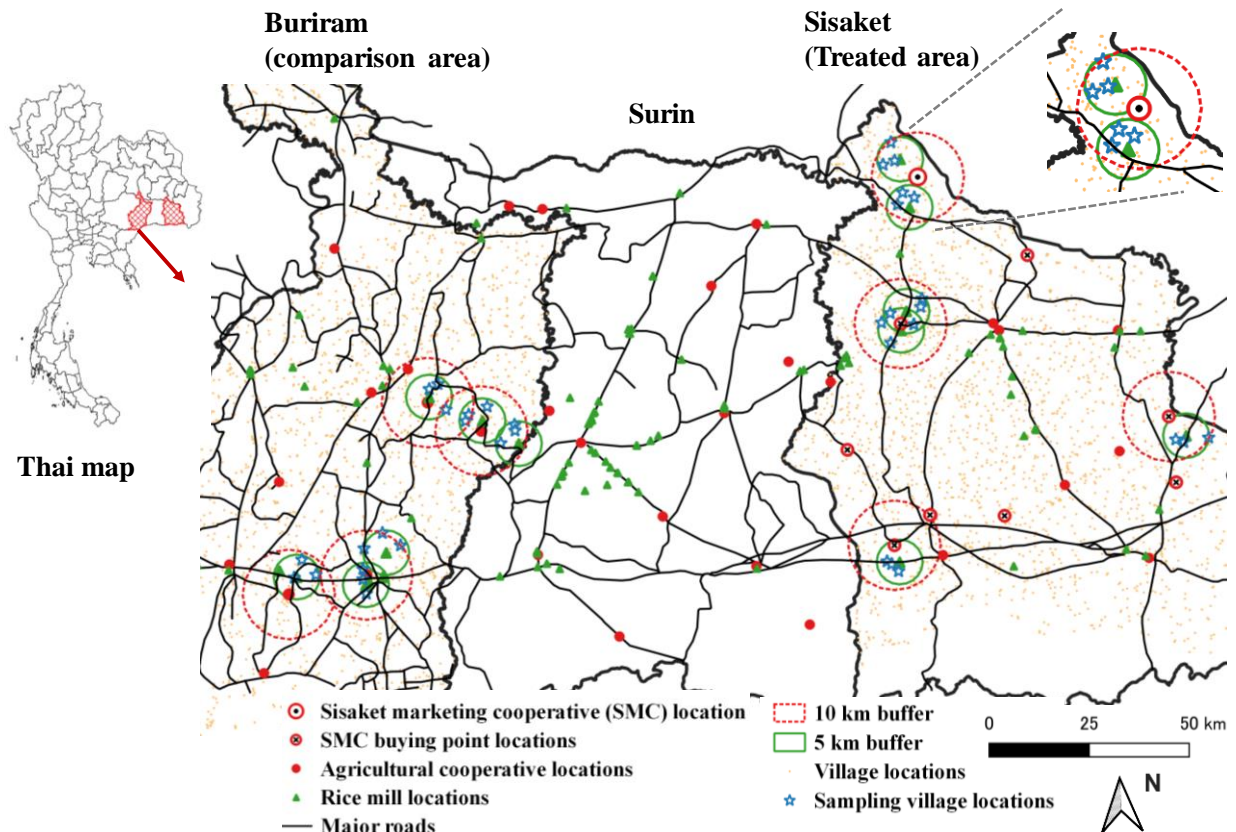 Buriram
(comparison area)
Sisaket
(Treated area)
Surin
Thai map
Sisaket marketing cooperative (SMC) location
SMC buying point locations
Agricultural cooperative locations
Rice mill locations
Major roads
10 km buffer
5 km buffer
Village locations
Sampling village locations
0 25 50 km
N